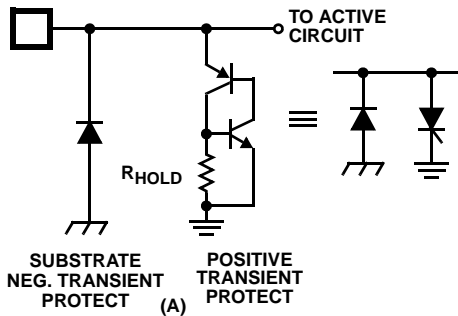 TO ACTIVE
CIRCUIT
RHOLD
SUBSTRATE
NEG. TRANSIENT
PROTECT
(A)
POSITIVE
TRANSIENT
PROTECT